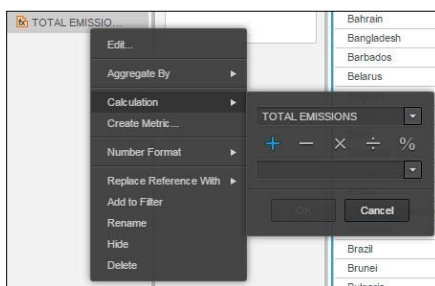 TOTAL EMISSIO...
Edit...
Aggregate By
Calculation
Create Metric...
Number Format
Replace Reference With
Add to Filter
Rename
Hide
Delete
TOTAL EMISSIONS
+ − × ÷ %
OK Cancel
Bahrain
Bangladesh
Barbados
Belarus
Brazil
Brunei
Bulgaria